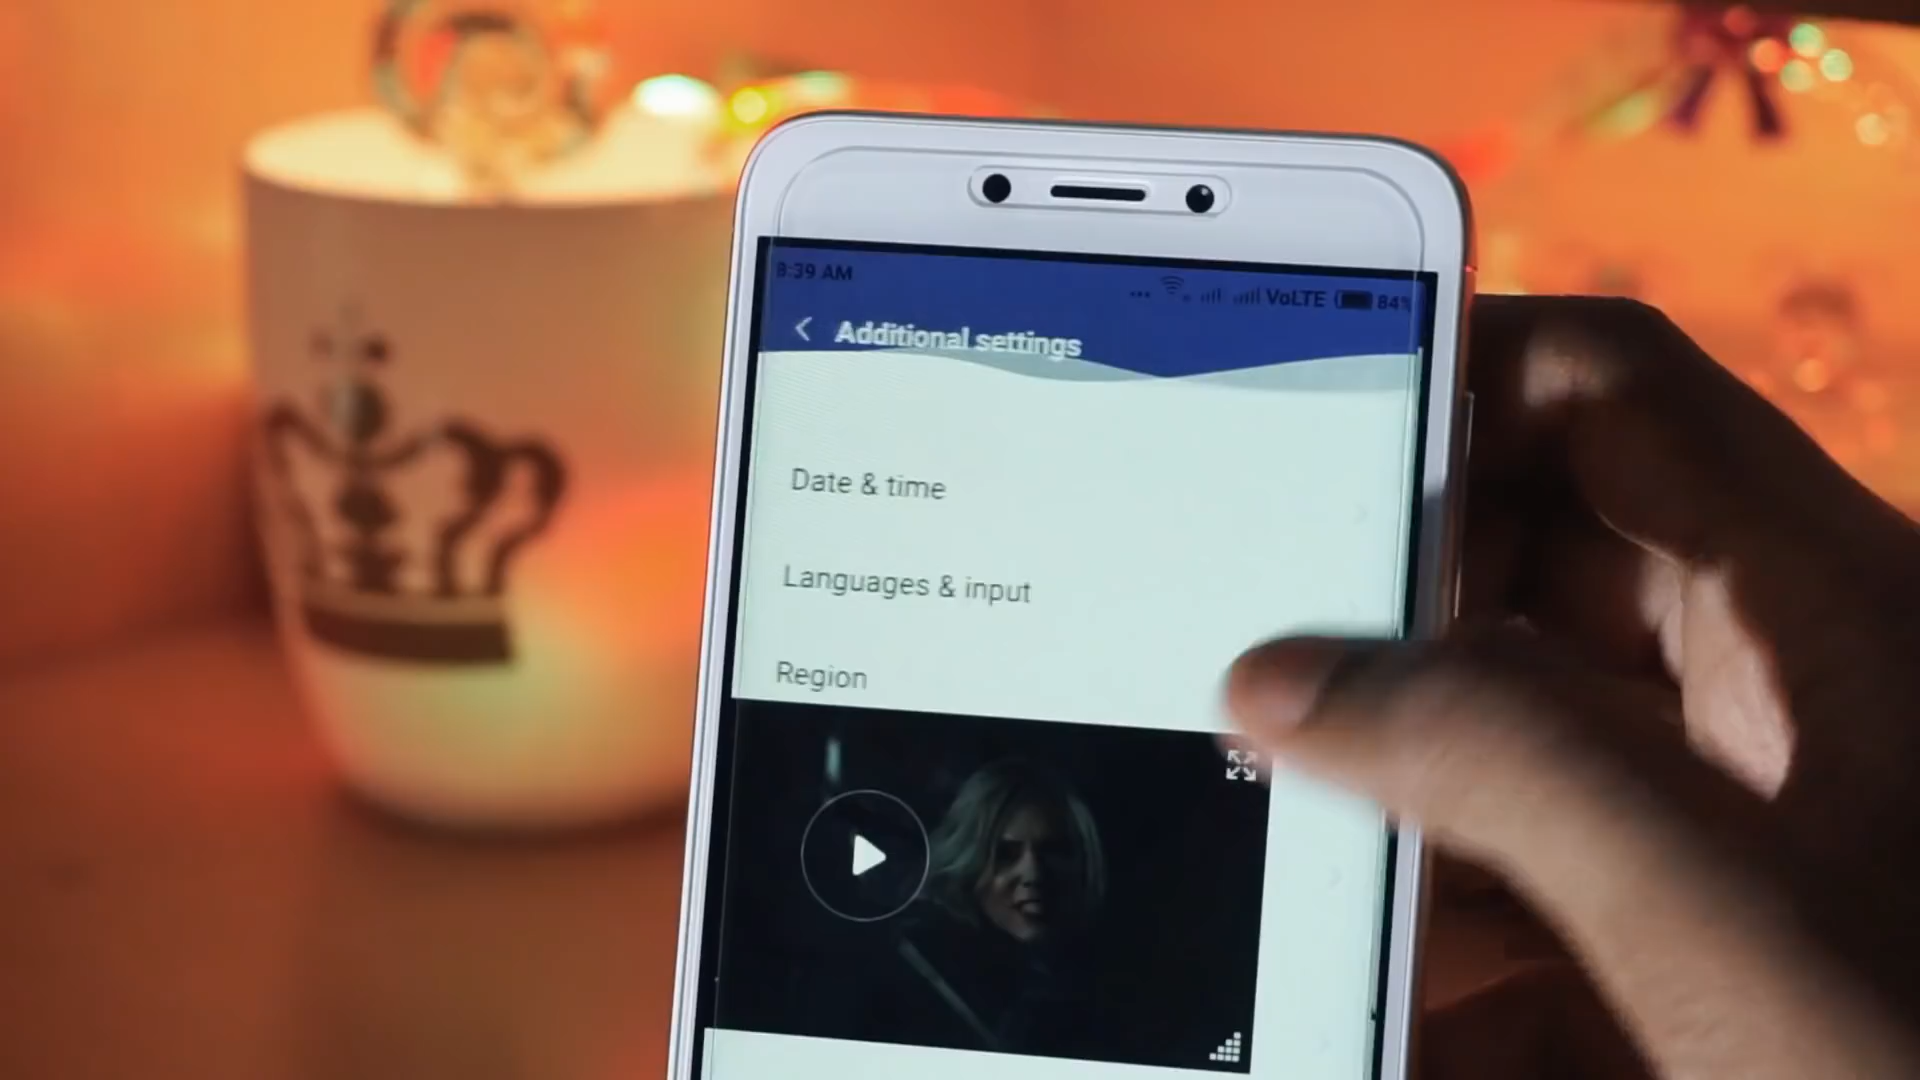 8:39 AM
VoLTE 84%
Additional settings
Date & time
Languages & input
Region